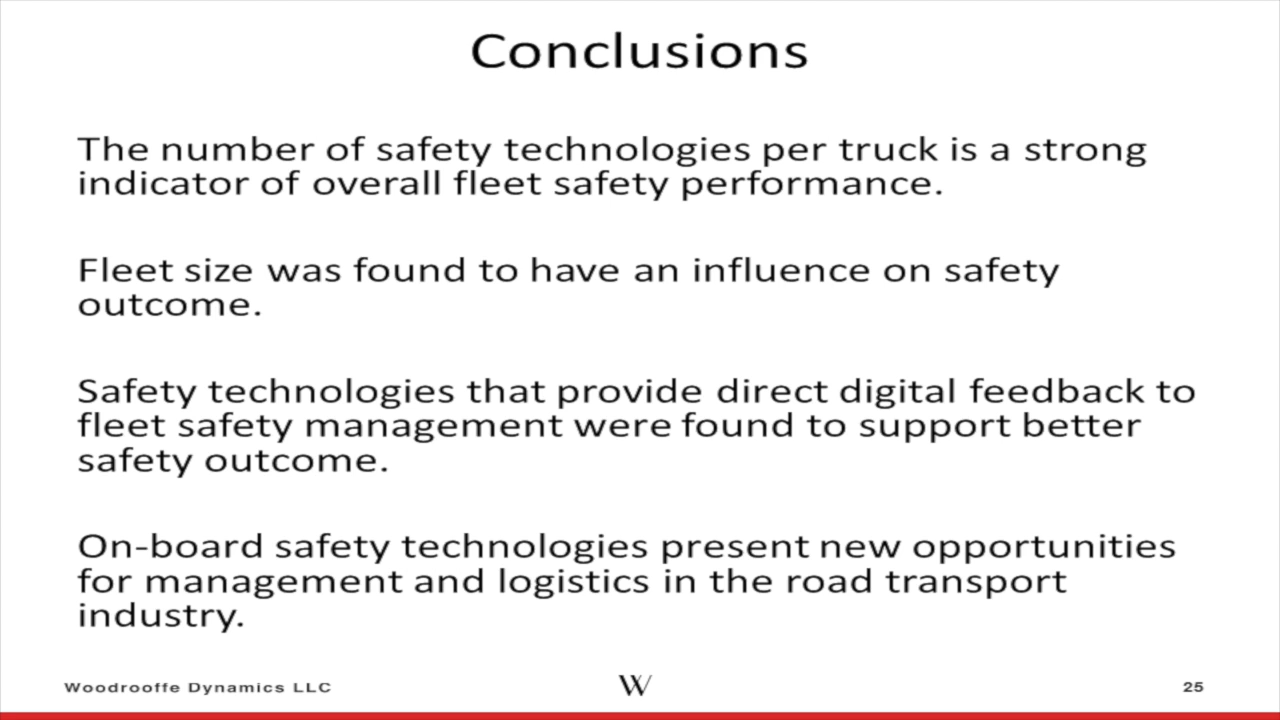 Conclusions
The number of safety technologies per truck is a strong
indicator of overall fleet safety performance.
Fleet size was found to have an influence on safety
outcome.
Safety technologies that provide direct digital feedback to
fleet safety management were found to support better
safety outcome.
On-board safety technologies present new opportunities
for management and logistics in the road transport
industry.
Woodrooffe Dynamics LLC
W
25